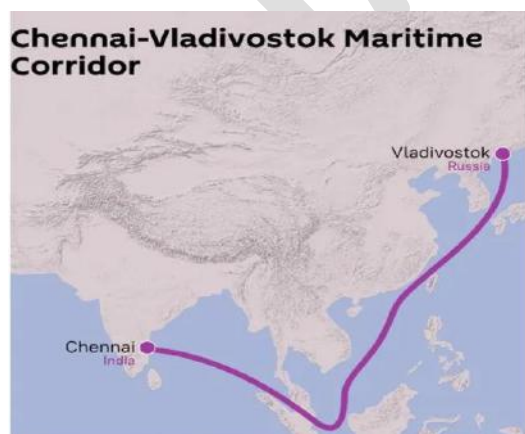 Chennai-Vladivostok Maritime
Corridor
Vladivostok
Russia
Chennai
India